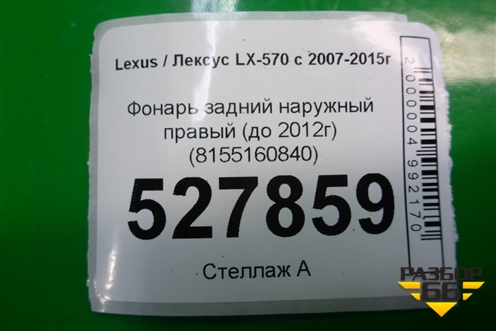 Lexus / Лексус LX-570 с 2007-2015г
Фонарь задний наружный
правый (до 2012г)
(8155160840)
527859
Стеллаж А
2000004992170
РАЗБОР
66